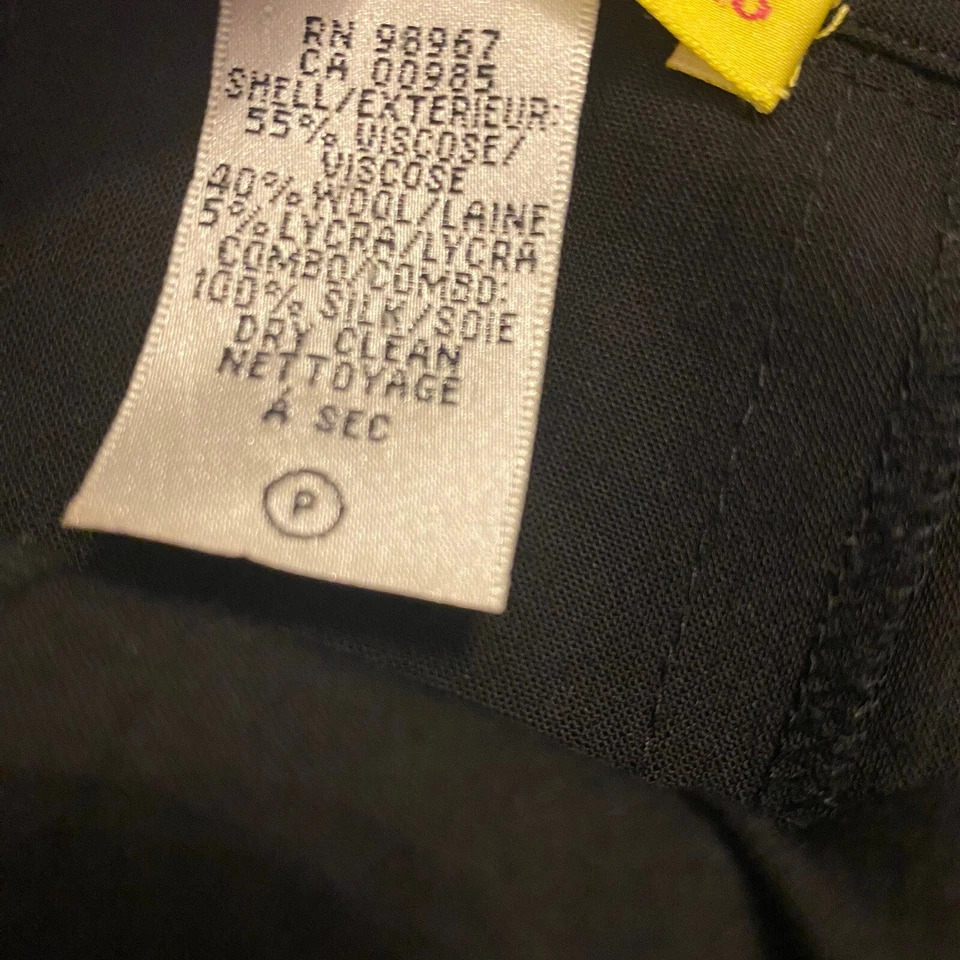 RN 98967
CA 00985
SHELL/EXTERIEUR:
55% VISCOSE/
VISCOSE
40% WOOL/LAINE
5% LYCRA/LYCRA
COMBO/COMBO:
100% SILK/SOIE
DRY CLEAN
NETTOYAGE
À SEC
P